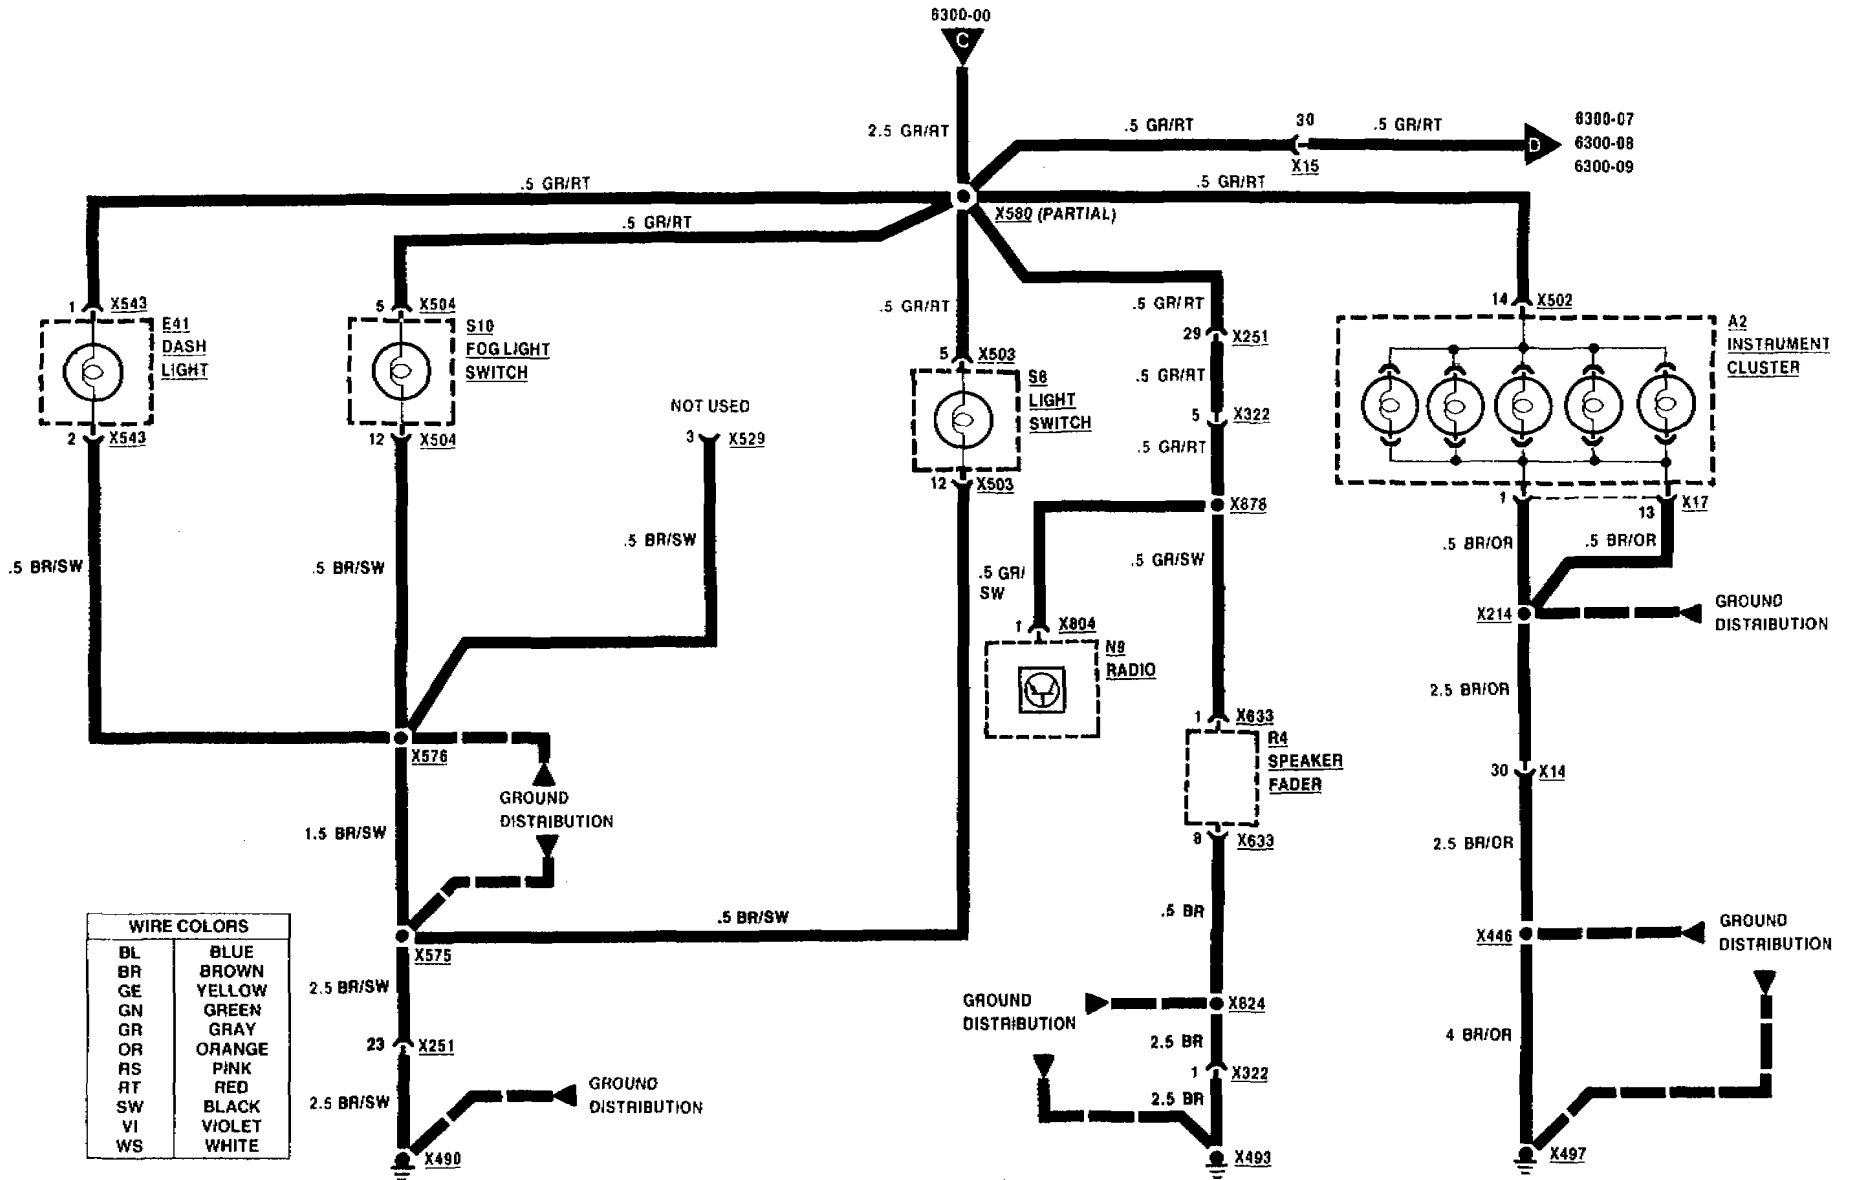 6300-00
C
2.5 GR/RT
.5 GR/RT
30
X15
.5 GR/RT
D
6300-07
6300-08
6300-09
.5 GR/RT
.5 GR/RT
.5 GR/RT
X580 (PARTIAL)
1 X543
E41
DASH
LIGHT
2 X543
5 X504
S10
FOG LIGHT
SWITCH
12 X504
NOT USED
3 X529
.5 GR/RT
5 X503
S8
LIGHT
SWITCH
12 X503
.5 GR/RT
29 X251
.5 GR/RT
5 X322
.5 GR/RT
X878
14 X502
A2
INSTRUMENT
CLUSTER
1
13 X17
.5 BR/SW
.5 BR/SW
.5 BR/SW
.5 GR/
SW
.5 GR/SW
.5 BR/OR
.5 BR/OR
X214
GROUND
DISTRIBUTION
1 X804
N9
RADIO
2.5 BR/OR
1 X633
R4
SPEAKER
FADER
8 X633
30 X14
X576
GROUND
DISTRIBUTION
1.5 BR/SW
2.5 BR/OR
.5 BR/SW
.5 BR
X575
X446
GROUND
DISTRIBUTION
2.5 BR/SW
GROUND
DISTRIBUTION
X824
2.5 BR
4 BR/OR
23 X251
1 X322
2.5 BR/SW
GROUND
DISTRIBUTION
2.5 BR
X490
X493
X497
WIRE COLORS
BL BLUE
BR BROWN
GE YELLOW
GN GREEN
GR GRAY
OR ORANGE
RS PINK
RT RED
SW BLACK
VI VIOLET
WS WHITE